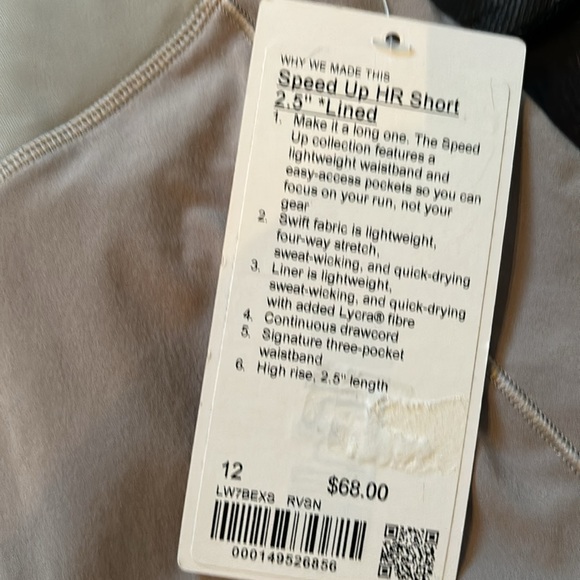 WHY WE MADE THIS
Speed Up HR Short
2.5" *Lined
1. Make it a long one. The Speed
Up collection features a
lightweight waistband and
easy-access pockets so you can
focus on your run, not your
gear
2. Swift fabric is lightweight,
four-way stretch,
sweat-wicking, and quick-drying
3. Liner is lightweight,
sweat-wicking, and quick-drying
with added Lycra® fibre
4. Continuous drawcord
5. Signature three-pocket
waistband
6. High rise, 2.5" length
12 $68.00
LW7BEXS RVSN
000149526856